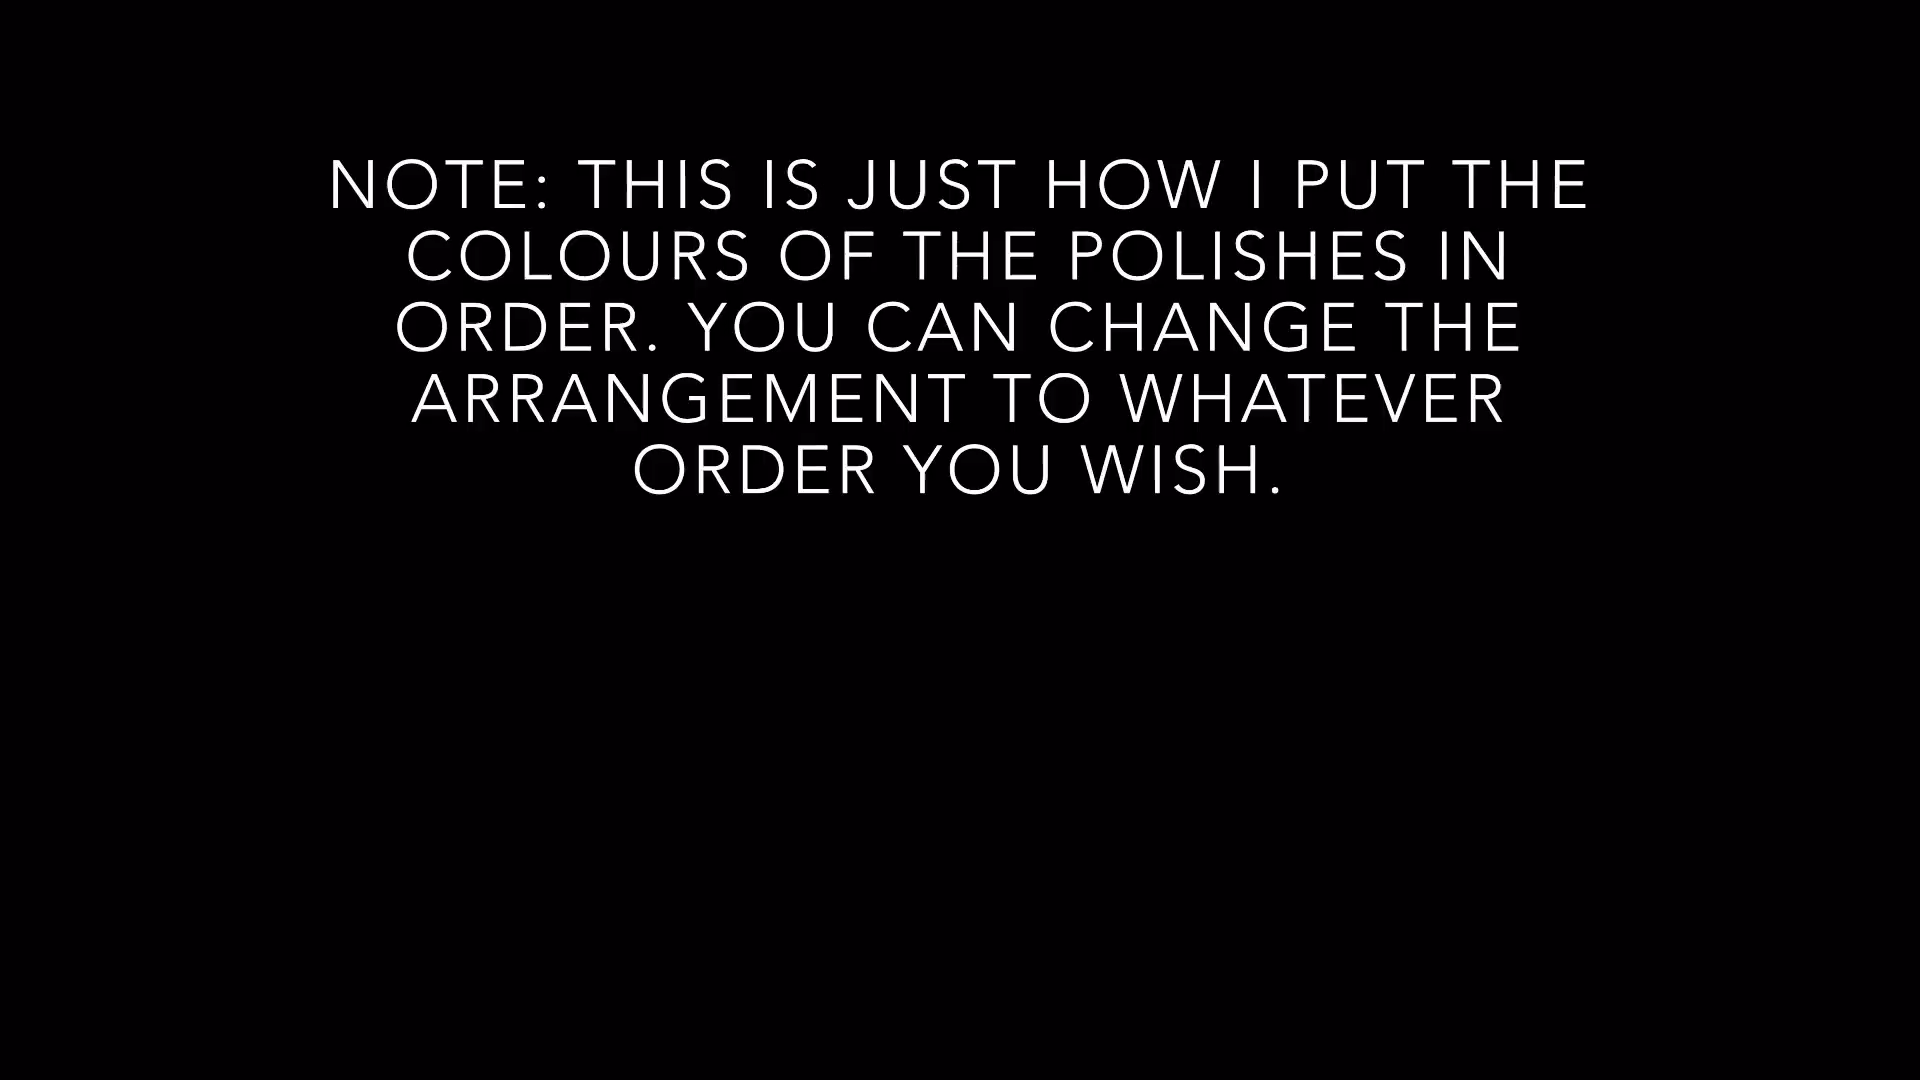 NOTE: THIS IS JUST HOW I PUT THE
COLOURS OF THE POLISHES IN
ORDER. YOU CAN CHANGE THE
ARRANGEMENT TO WHATEVER
ORDER YOU WISH.